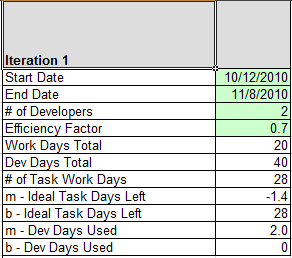 Iteration 1
Start Date 10/12/2010
End Date 11/8/2010
# of Developers 2
Efficiency Factor 0.7
Work Days Total 20
Dev Days Total 40
# of Task Work Days 28
m - Ideal Task Days Left -1.4
b - Ideal Task Days Left 28
m - Dev Days Used 2.0
b - Dev Days Used 0